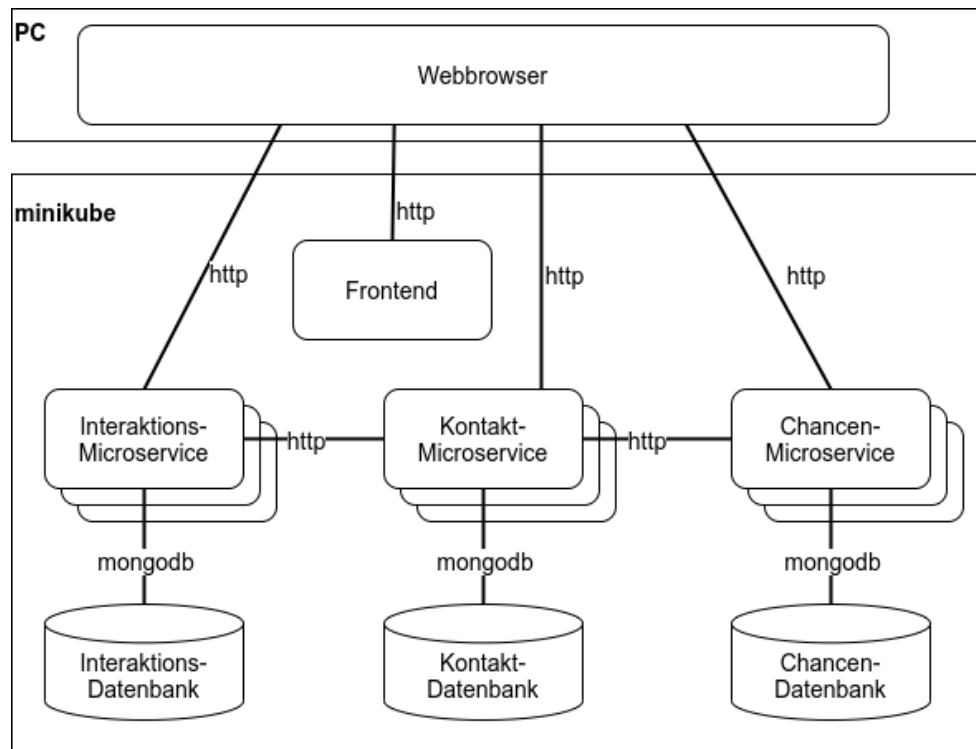 PC
Webbrowser
minikube
http
http
http
http
Frontend
Interaktions-
Microservice
http
Kontakt-
Microservice
http
Chancen-
Microservice
mongodb
mongodb
mongodb
Interaktions-
Datenbank
Kontakt-
Datenbank
Chancen-
Datenbank